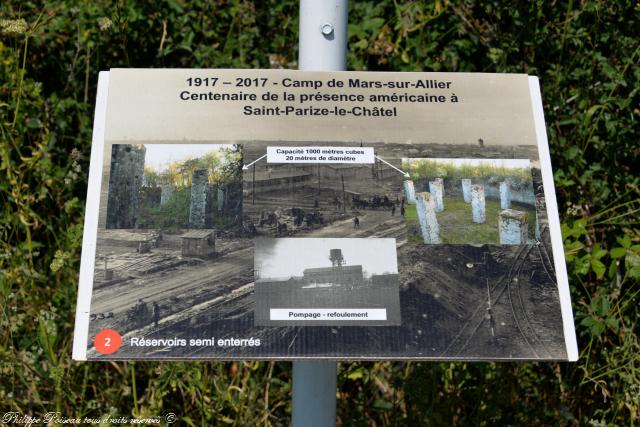 1917 – 2017 - Camp de Mars-sur-Allier
Centenaire de la présence américaine à
Saint-Parize-le-Châtel
Capacité 1000 mètres cubes
20 mètres de diamètre
Pompage - refoulement
2 Réservoirs semi enterrés
Philippe Poiseau tous droits réservés ©